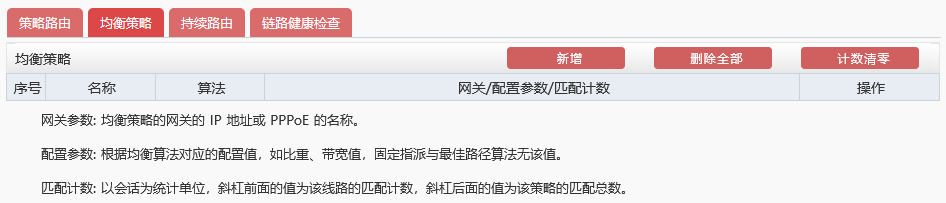 策略路由 均衡策略 持续路由 链路健康检查
均衡策略 新增 删除全部 计数清零
序号 名称 算法 网关/配置参数/匹配计数 操作
网关参数: 均衡策略的网关的 IP 地址或 PPPoE 的名称。
配置参数: 根据均衡算法对应的配置值，如比重、带宽值，固定指派与最佳路径算法无该值。
匹配计数: 以会话为统计单位，斜杠前面的值为该线路的匹配计数，斜杠后面的值为该策略的匹配总数。